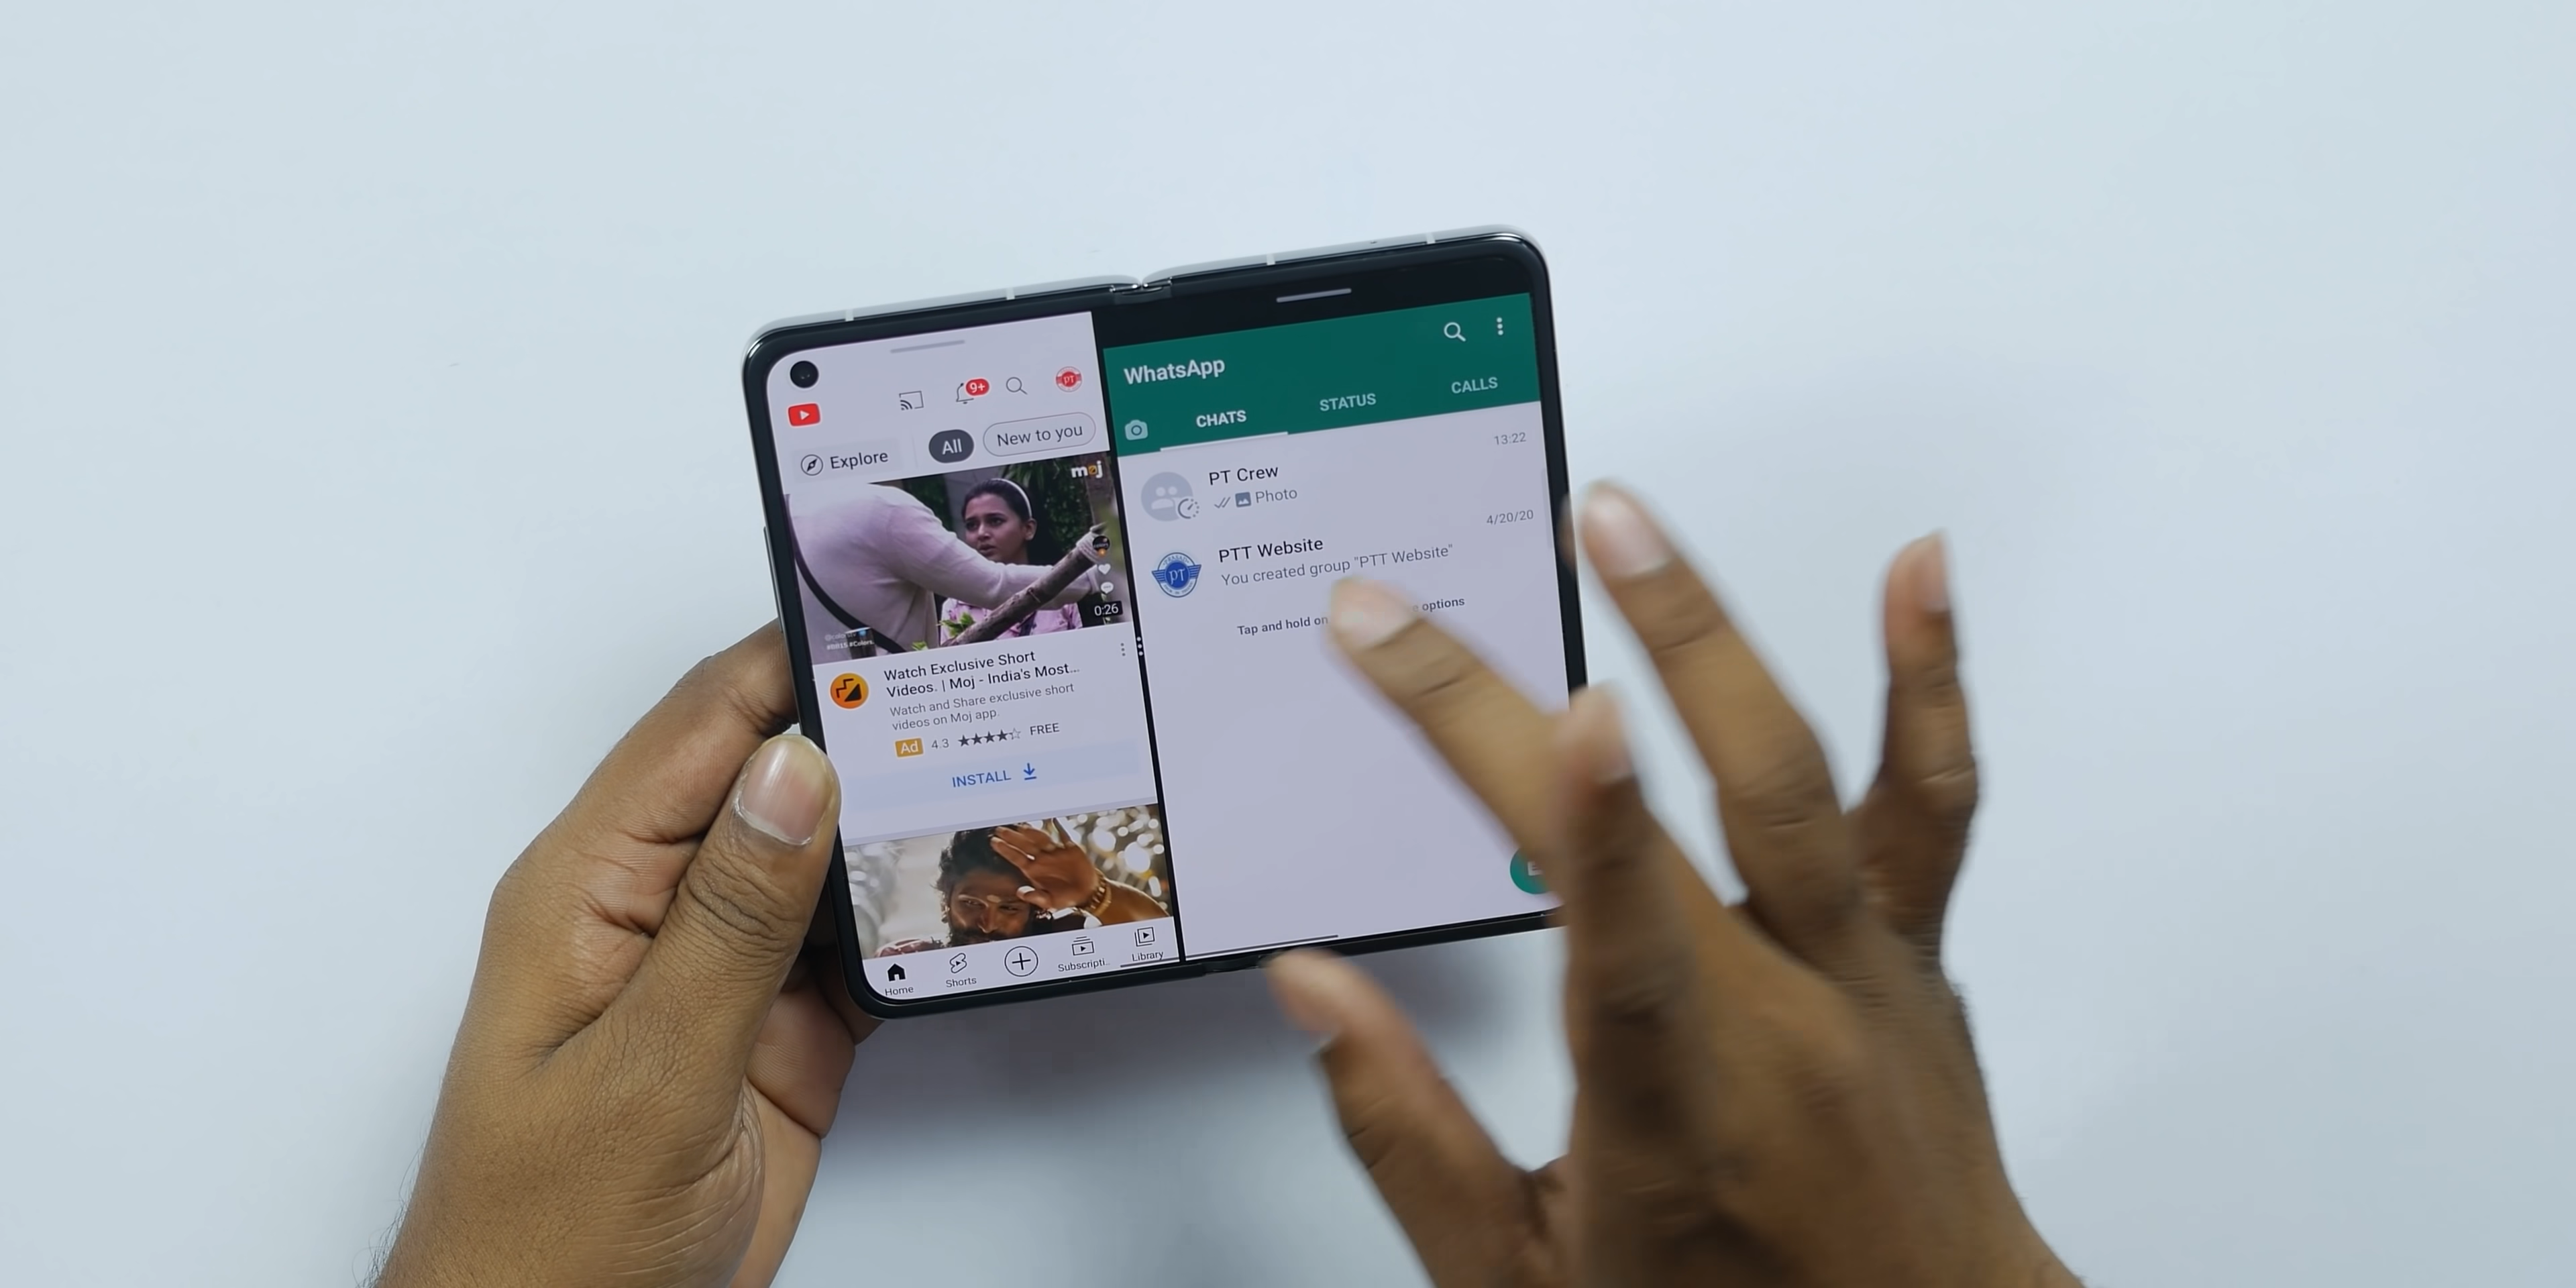 9+
PT
Explore
All
New to you
moj
0:26
Watch Exclusive Short
Videos. | Moj - India's Most...
Watch and Share exclusive short
videos on Moj app.
Ad 4.3 ★★★★☆ FREE
INSTALL
Home
Shorts
Subscripti..
Library
WhatsApp
CHATS
STATUS
CALLS
PT Crew
13:22
Photo
PTT Website
4/20/20
You created group "PTT Website"
PT
Tap and hold on options